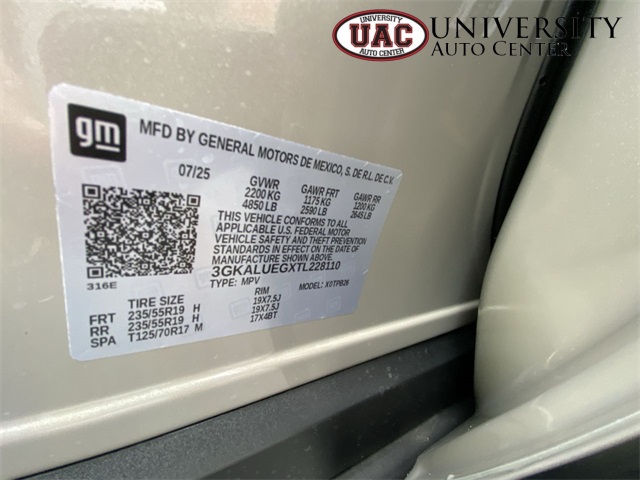 UNIVERSITY
UAC
AUTO CENTER
UNIVERSITY
AUTO CENTER
gm
MFD BY GENERAL MOTORS DE MEXICO, S. DE R.L. DE C.V.
07/25
GVWR GAWR FRT GAWR RR
2200 KG 1175 KG 1200 KG
4850 LB 2590 LB 2645 LB
THIS VEHICLE CONFORMS TO ALL
APPLICABLE U.S. FEDERAL MOTOR
VEHICLE SAFETY AND THEFT PREVENTION
STANDARDS IN EFFECT ON THE DATE OF
MANUFACTURE SHOWN ABOVE.
3GKALUEGXTL228110
316E
TYPE: MPV MODEL: X0TPB26
TIRE SIZE RIM
FRT 235/55R19 H 19X7.5J
RR 235/55R19 H 19X7.5J
SPA T125/70R17 M 17X4BT